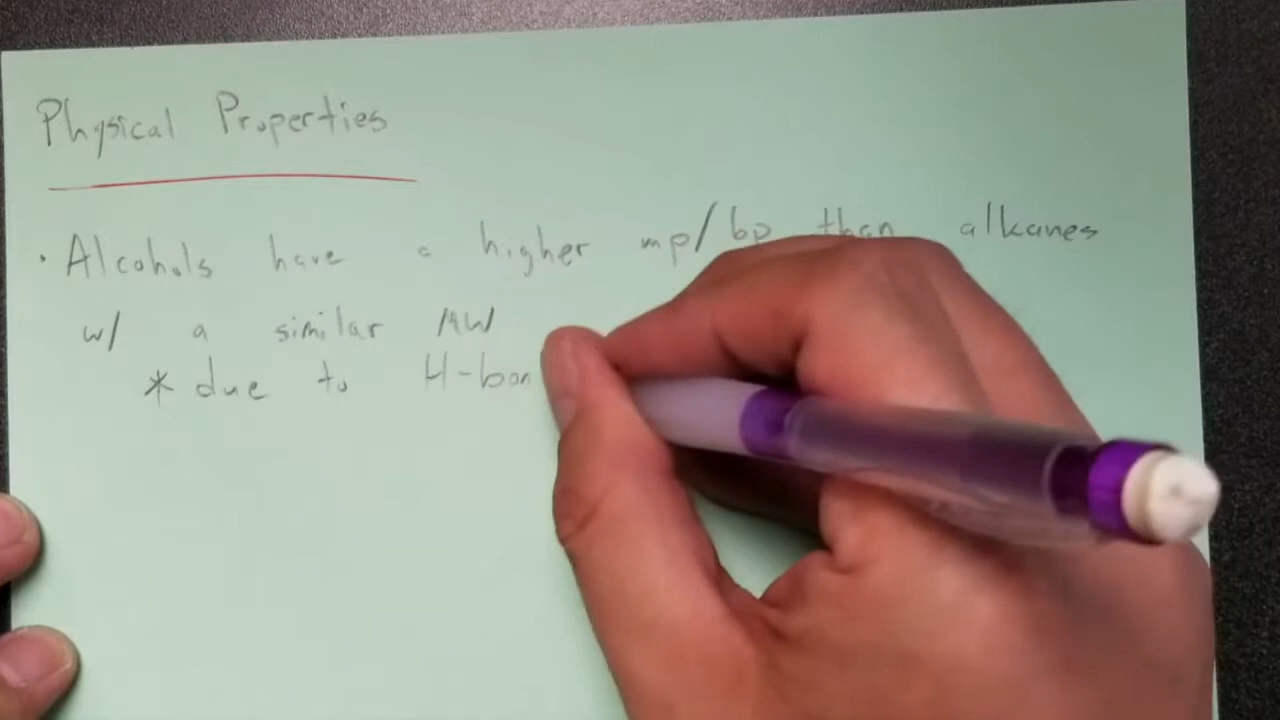 Physical Properties
• Alcohols have a higher mp/bp than alkanes
w/ a similar MW
* due to H-bon